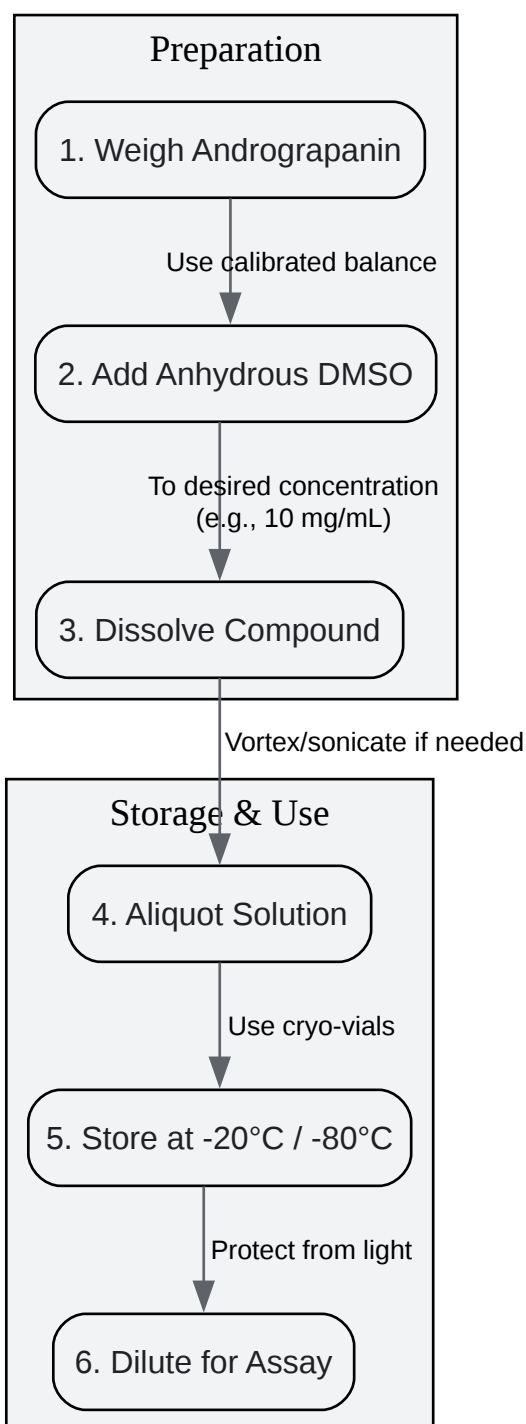 Preparation
1. Weigh Andrograpanin
Use calibrated balance
2. Add Anhydrous DMSO
To desired concentration
(e.g., 10 mg/mL)
3. Dissolve Compound
Vortex/sonicate if needed
Storage & Use
4. Aliquot Solution
Use cryo-vials
5. Store at -20°C / -80°C
Protect from light
6. Dilute for Assay